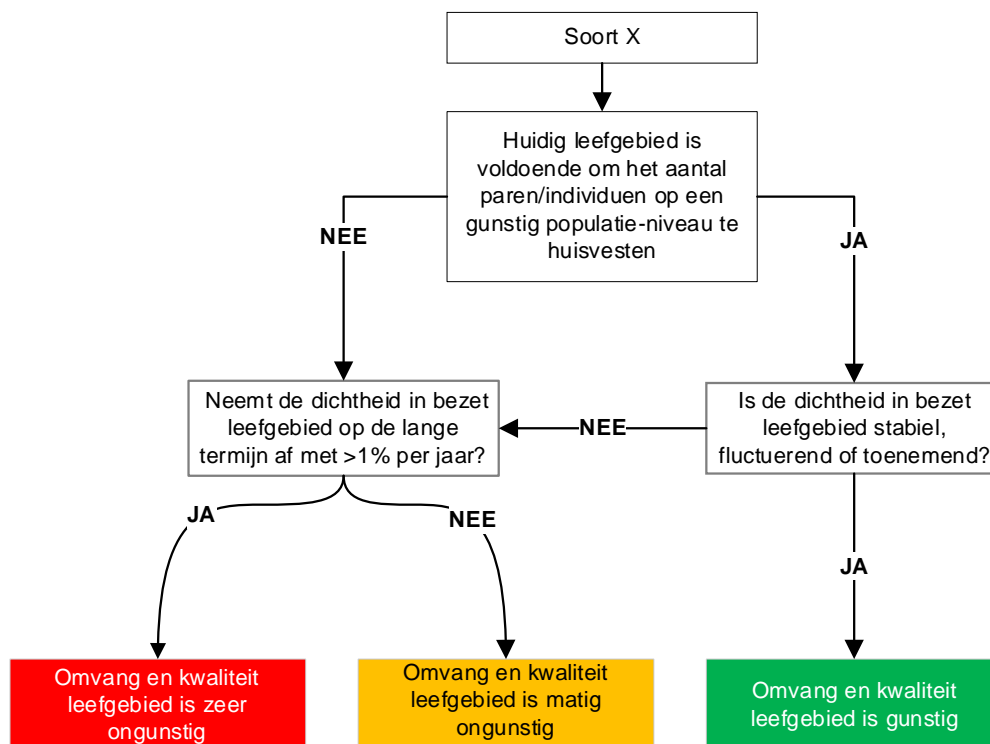 Soort X
Huidig leefgebied is
voldoende om het aantal
paren/individuen op een
gunstig populatie-niveau te
huisvesten
NEE
JA
Neemt de dichtheid in bezet
leefgebied op de lange
termijn af met >1% per jaar?
NEE
Is de dichtheid in bezet
leefgebied stabiel,
fluctuerend of toenemend?
JA
NEE
JA
Omvang en kwaliteit
leefgebied is zeer
ongunstig
Omvang en kwaliteit
leefgebied is matig
ongunstig
Omvang en kwaliteit
leefgebied is gunstig